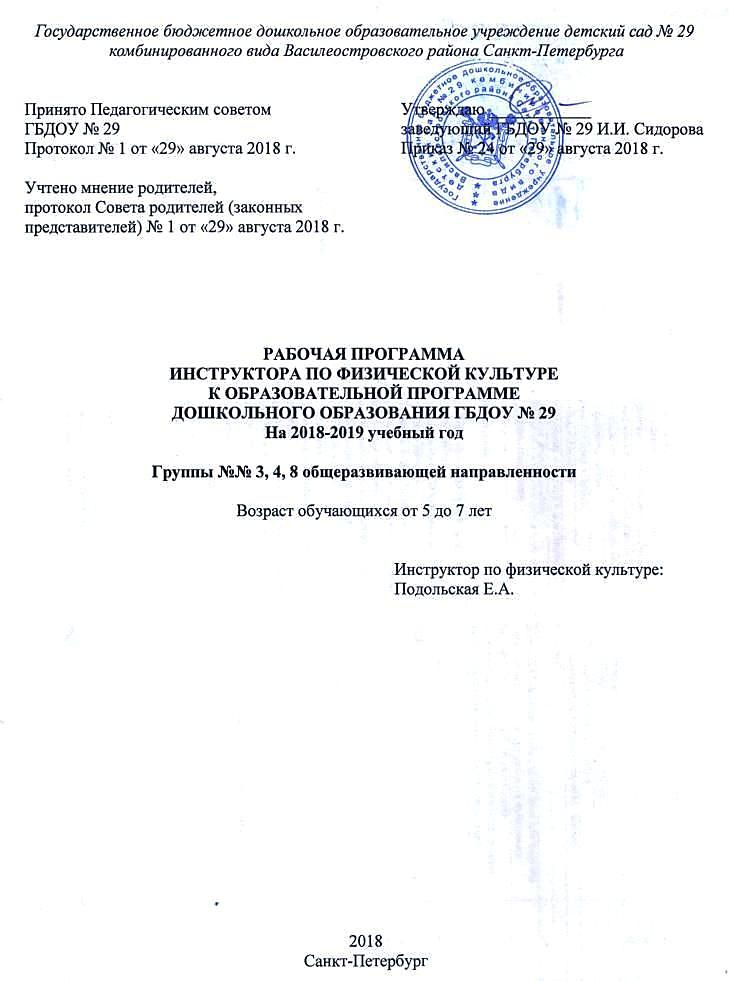 Государственное бюджетное дошкольное образовательное учреждение детский сад № 29
комбинированного вида Василеостровского района Санкт-Петербурга
Принято Педагогическим советом
ГБДОУ № 29
Протокол № 1 от «29» августа 2018 г.
Учтено мнение родителей,
протокол Совета родителей (законных
представителей) № 1 от «29» августа 2018 г.
Утверждаю
заведующий ГБДОУ № 29 И.И. Сидорова
Приказ № 24 от «29» августа 2018 г.
РАБОЧАЯ ПРОГРАММА
ИНСТРУКТОРА ПО ФИЗИЧЕСКОЙ КУЛЬТУРЕ
К ОБРАЗОВАТЕЛЬНОЙ ПРОГРАММЕ
ДОШКОЛЬНОГО ОБРАЗОВАНИЯ ГБДОУ № 29
На 2018-2019 учебный год
Группы №№ 3, 4, 8 общеразвивающей направленности
Возраст обучающихся от 5 до 7 лет
Инструктор по физической культуре:
Подольская Е.А.
2018
Санкт-Петербург